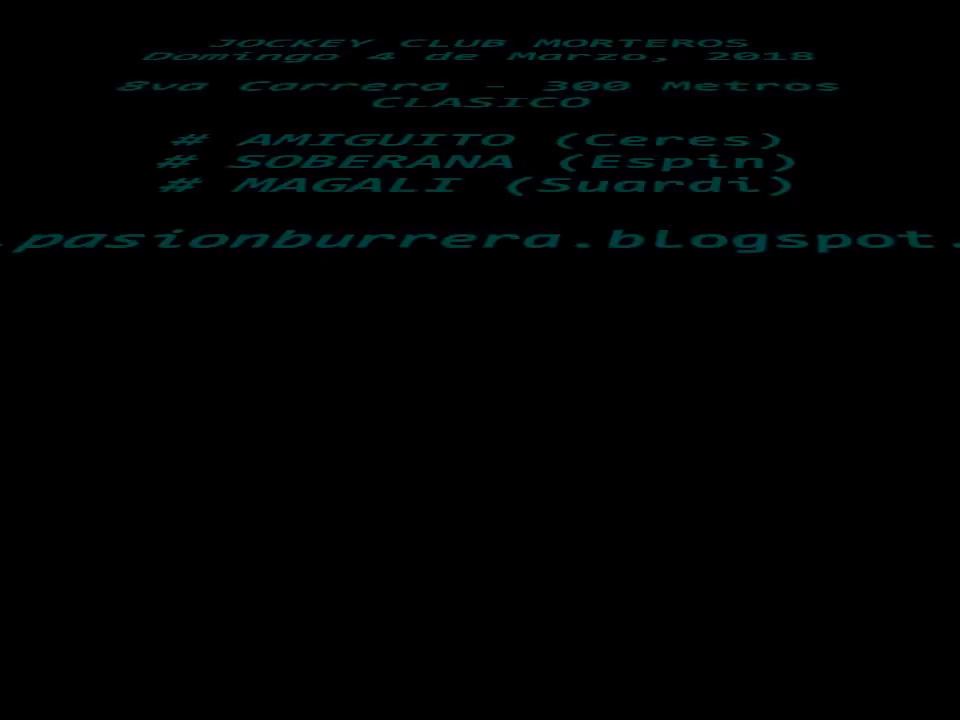 JOCKEY CLUB MORTEROS
Domingo 4 de Marzo, 2018
8va Carrera - 300 Metros
CLASICO
# AMIGUITO (Ceres)
# SOBERANA (Espin)
# MAGALI (Suardi)
.pasionburrera.blogspot.